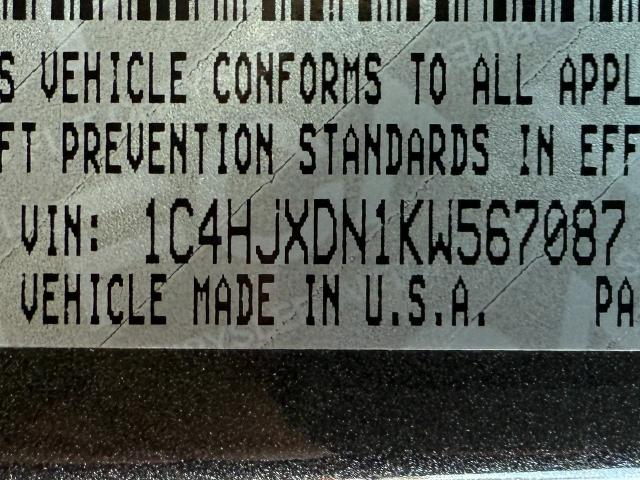 S VEHICLE CONFORMS TO ALL APPL
FT PREVENTION STANDARDS IN EFF
VIN: 1C4HJXDN1KW567087
VEHICLE MADE IN U.S.A. PA